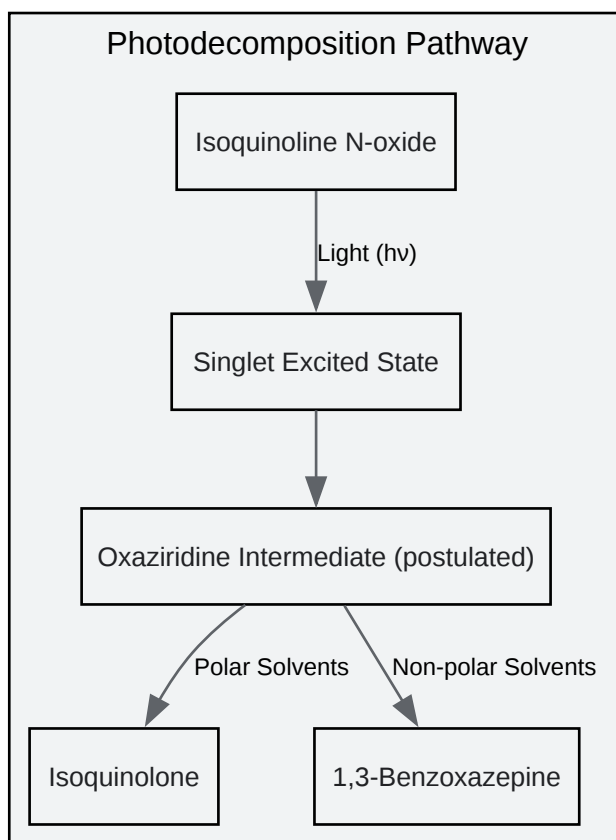 Photodecomposition Pathway
Isoquinoline N-oxide
Light (hν)
Singlet Excited State
Oxaziridine Intermediate (postulated)
Polar Solvents
Non-polar Solvents
Isoquinolone
1,3-Benzoxazepine